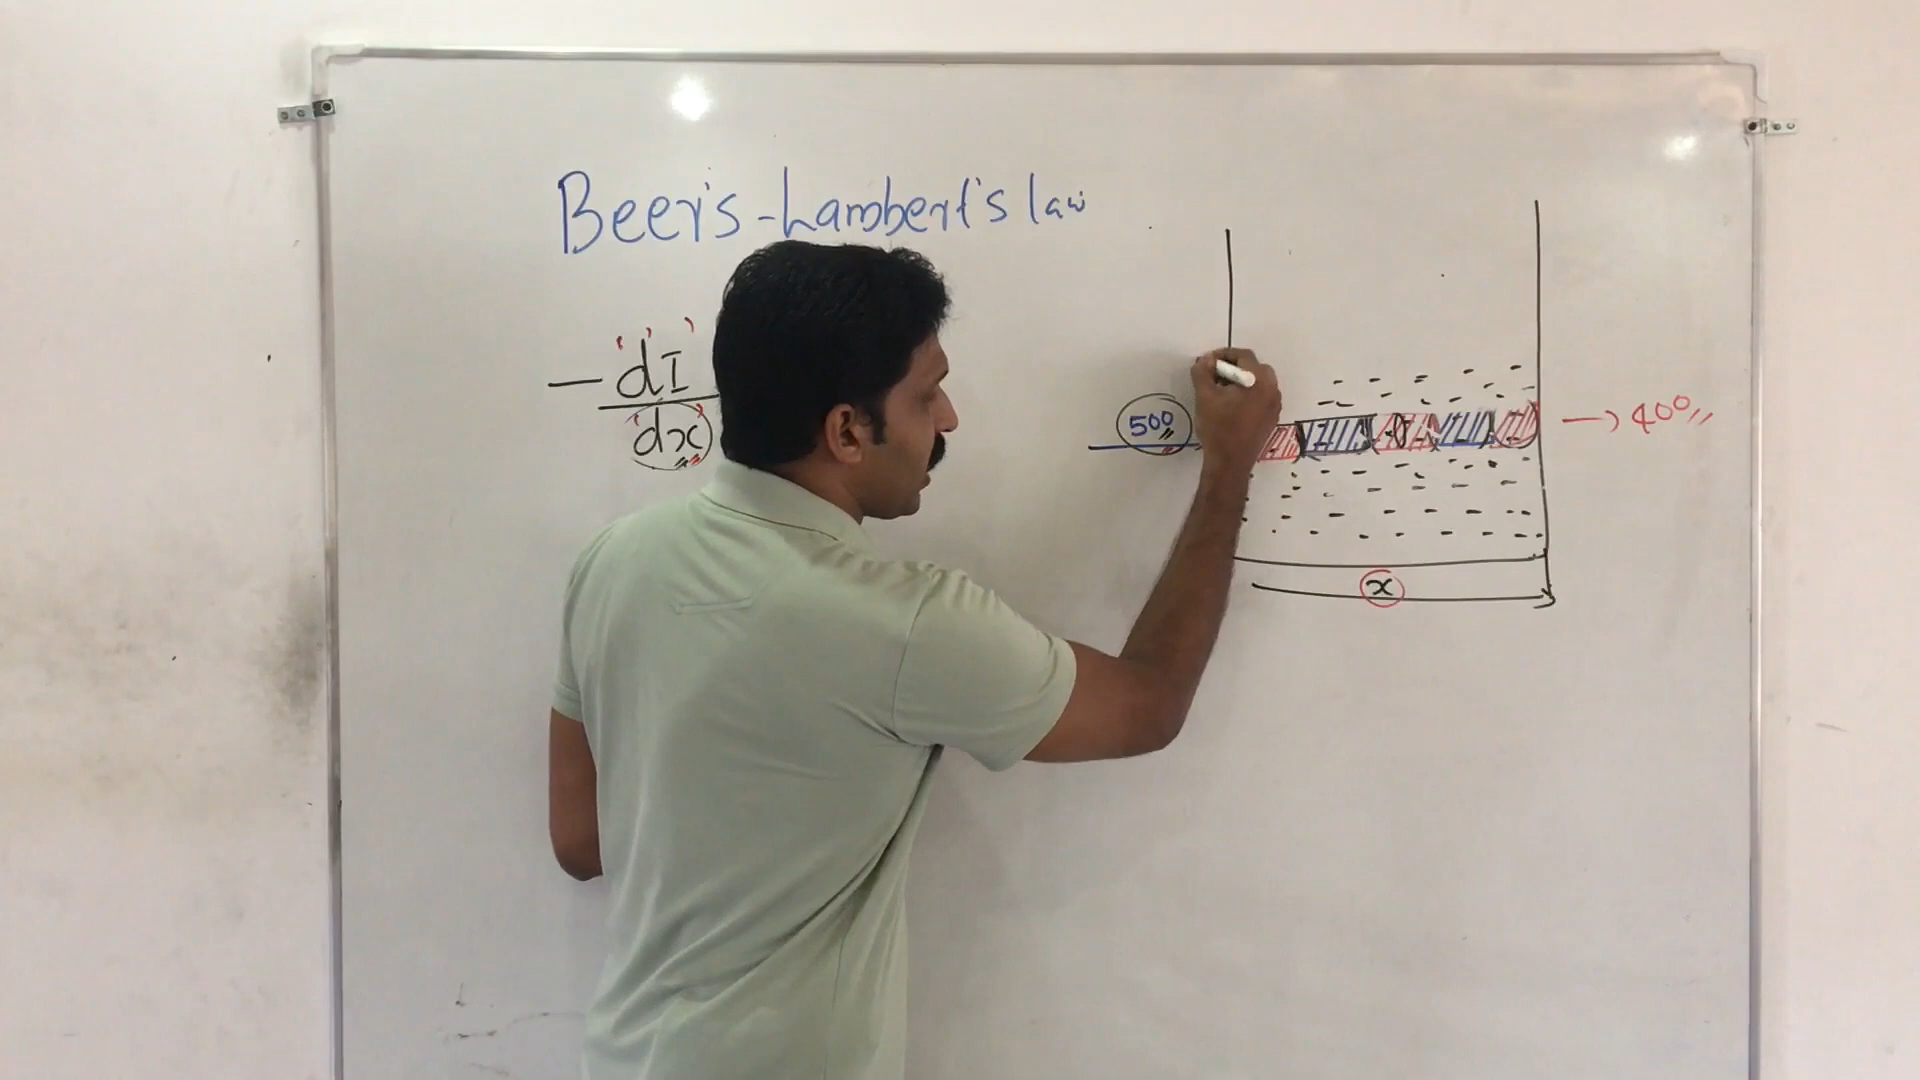 Beer's - Lambert's law
- dI
dx
500
→ 400
x